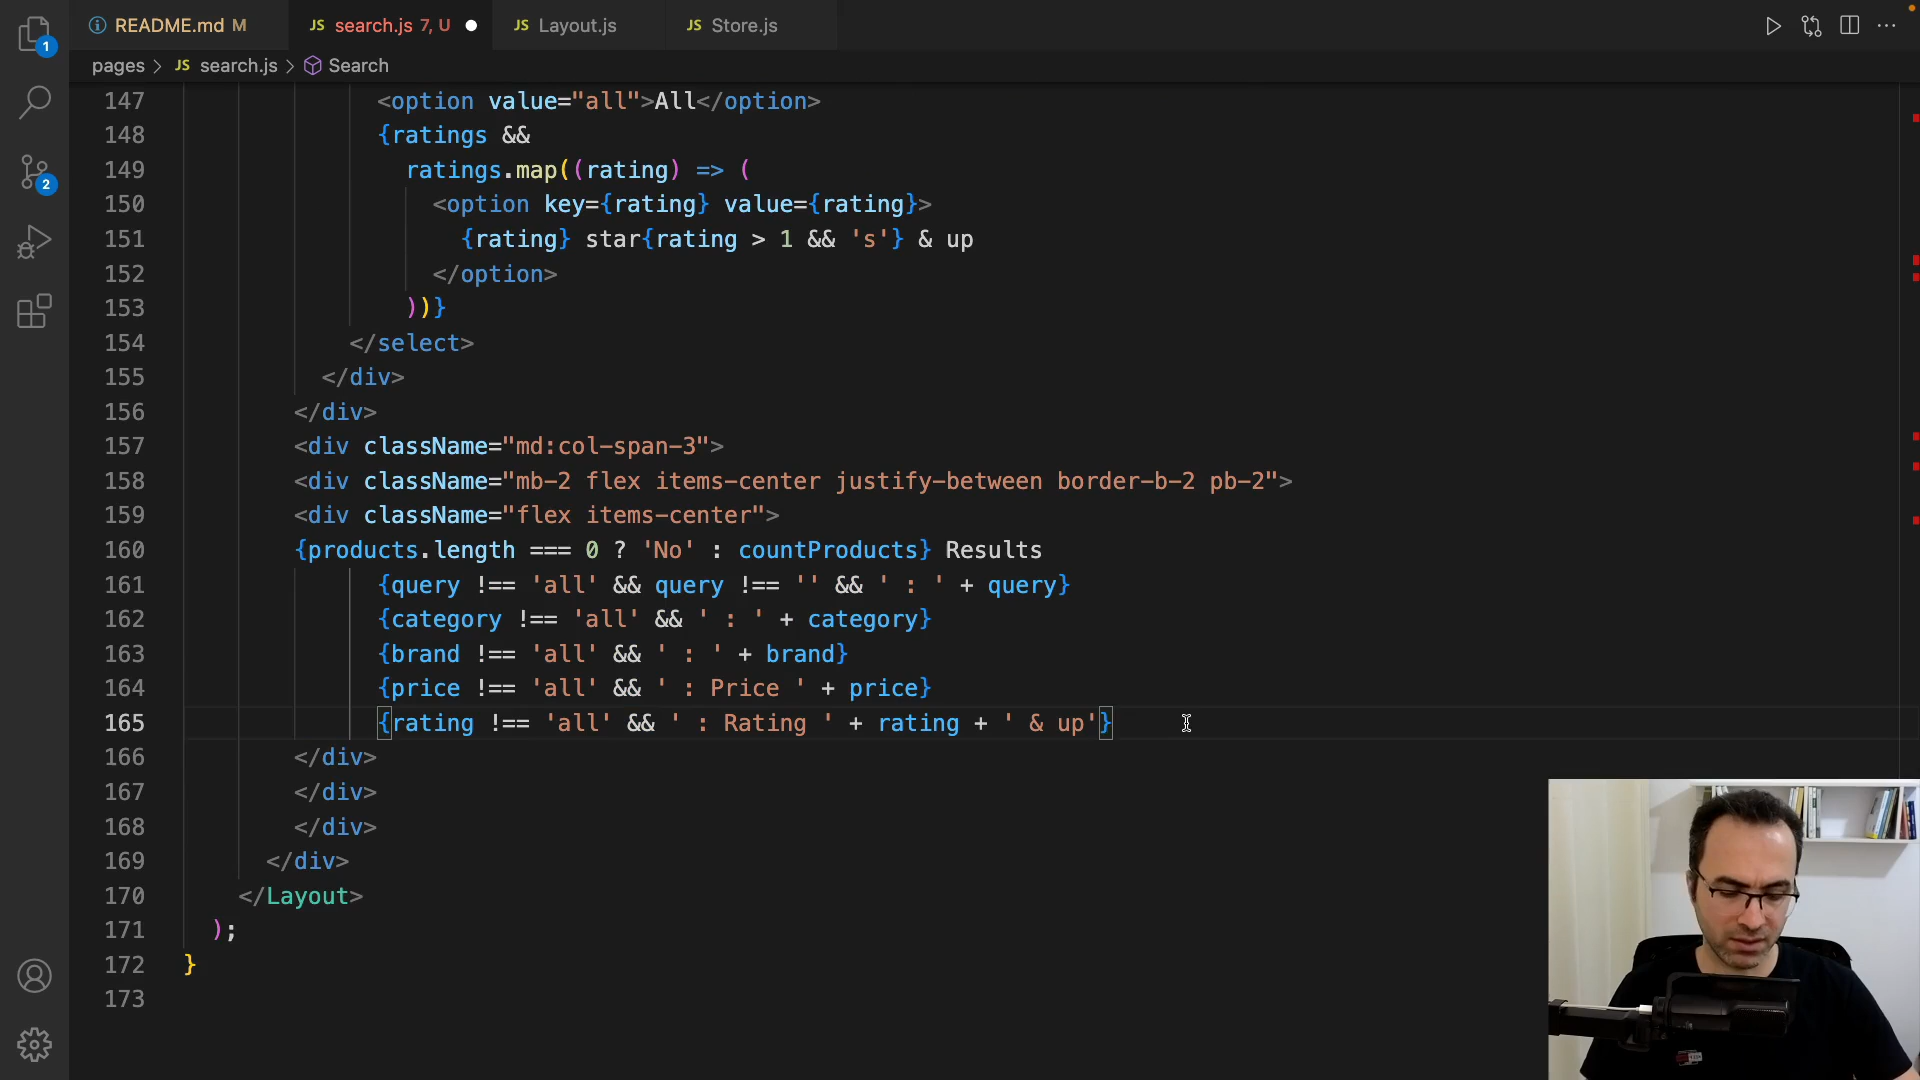 README.md M
JS search.js 7, U
JS Layout.js
JS Store.js
pages > JS search.js > Search
1
2
147 <option value="all">All</option>
148 {ratings &&
149 ratings.map((rating) => (
150 <option key={rating} value={rating}>
151 {rating} star{rating > 1 && 's'} & up
152 </option>
153 ))}
154 </select>
155 </div>
156 </div>
157 <div className="md:col-span-3">
158 <div className="mb-2 flex items-center justify-between border-b-2 pb-2">
159 <div className="flex items-center">
160 {products.length === 0 ? 'No' : countProducts} Results
161 {query !== 'all' && query !== '' && ' : ' + query}
162 {category !== 'all' && ' : ' + category}
163 {brand !== 'all' && ' : ' + brand}
164 {price !== 'all' && ' : Price ' + price}
165 {rating !== 'all' && ' : Rating ' + rating + ' & up'}
166 </div>
167 </div>
168 </div>
169 </div>
170 </Layout>
171 );
172 }
173